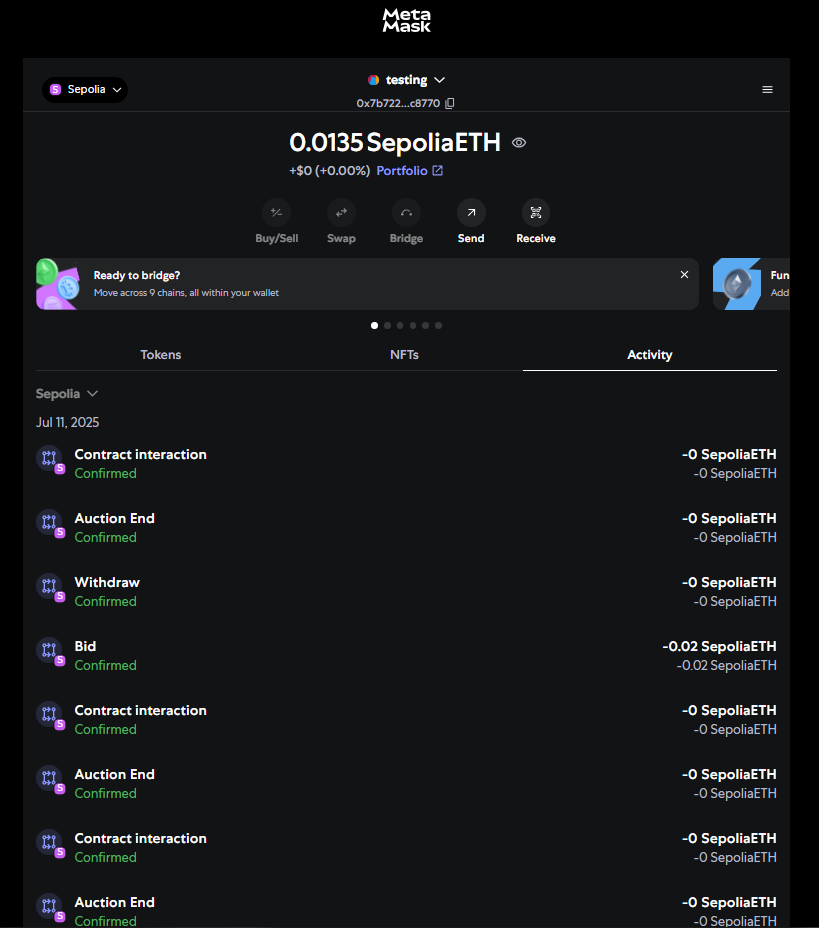 Meta
Mask
S Sepolia
testing
0x7b722...c8770
0.0135 SepoliaETH
+$0 (+0.00%) Portfolio
Buy/Sell Swap Bridge Send Receive
Ready to bridge?
Move across 9 chains, all within your wallet
Fun
Add
Tokens NFTs Activity
Sepolia
Jul 11, 2025
Contract interaction -0 SepoliaETH
S Confirmed -0 SepoliaETH
Auction End -0 SepoliaETH
S Confirmed -0 SepoliaETH
Withdraw -0 SepoliaETH
S Confirmed -0 SepoliaETH
Bid -0.02 SepoliaETH
S Confirmed -0.02 SepoliaETH
Contract interaction -0 SepoliaETH
S Confirmed -0 SepoliaETH
Auction End -0 SepoliaETH
S Confirmed -0 SepoliaETH
Contract interaction -0 SepoliaETH
S Confirmed -0 SepoliaETH
Auction End -0 SepoliaETH
S Confirmed -0 SepoliaETH